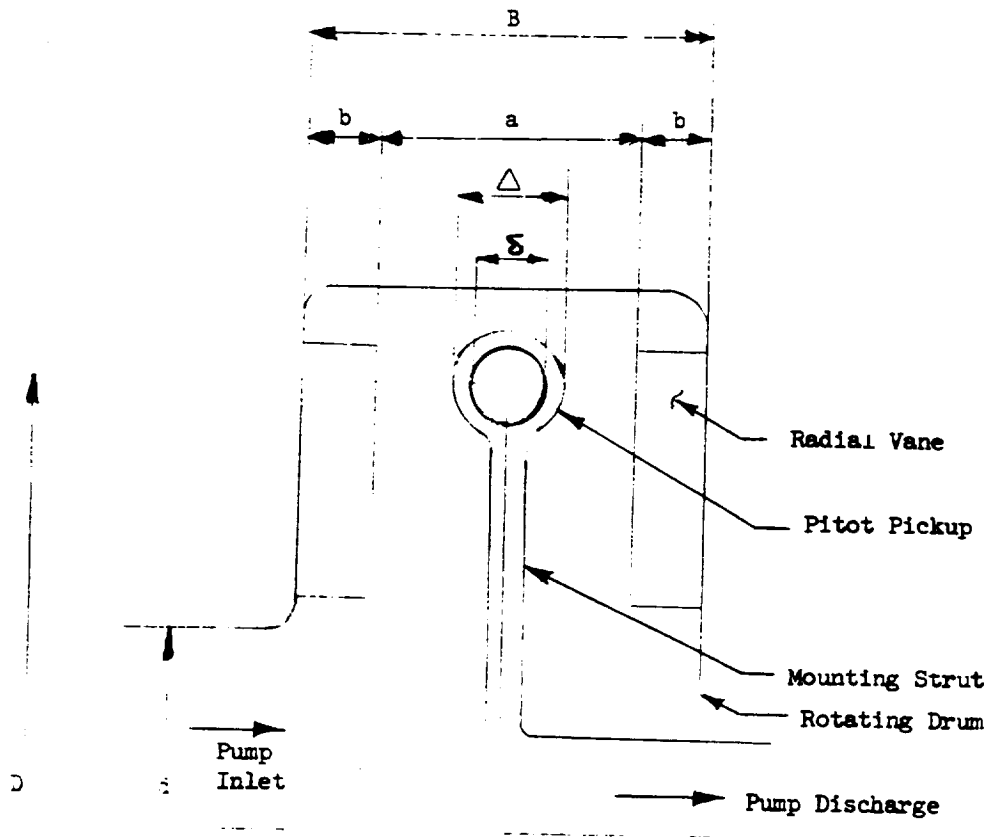 B
b
a
b
Δ
δ
Radial Vane
Pitot Pickup
Mounting Strut
Rotating Drum
Pump
Inlet
D
Pump Discharge